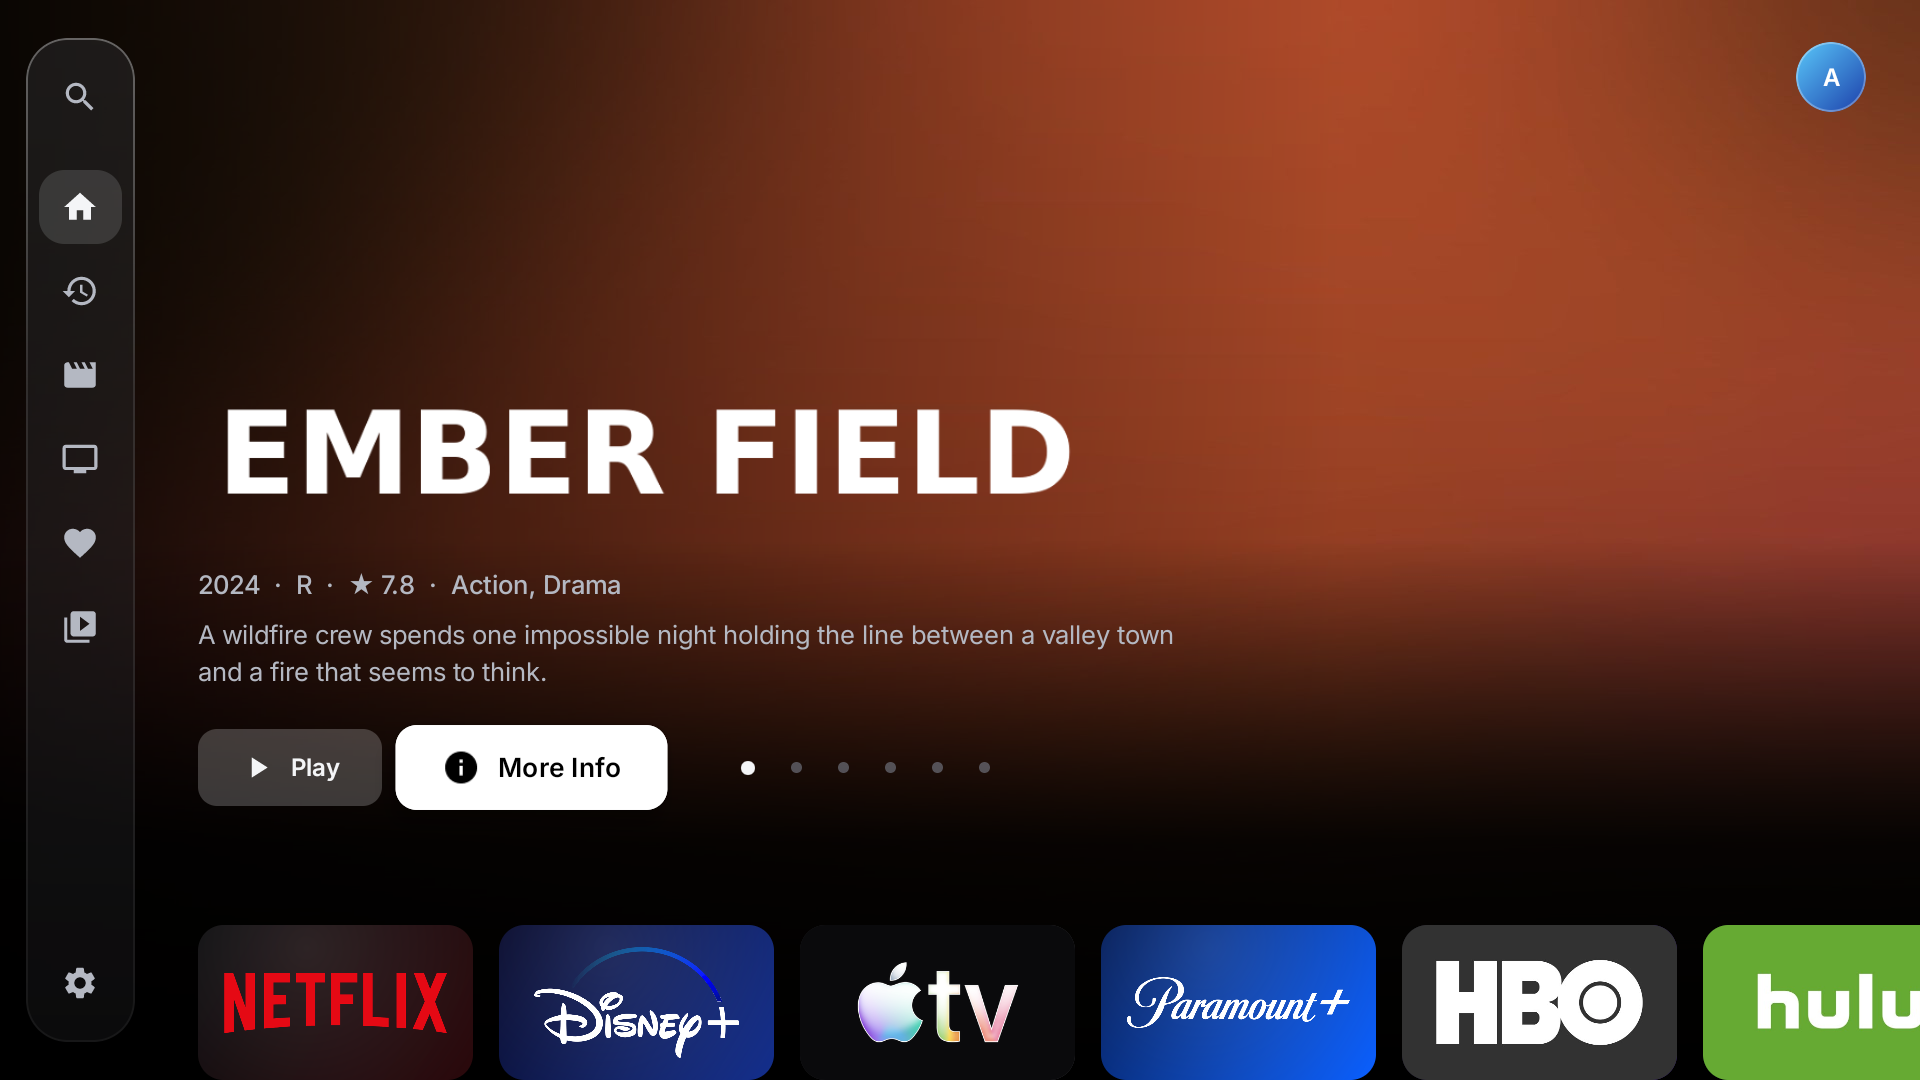 A
EMBER FIELD
2024 · R · ★ 7.8 · Action, Drama
A wildfire crew spends one impossible night holding the line between a valley town
and a fire that seems to think.
Play
More Info
NETFLIX
Disney+
tv
Paramount+
HBO
hulu